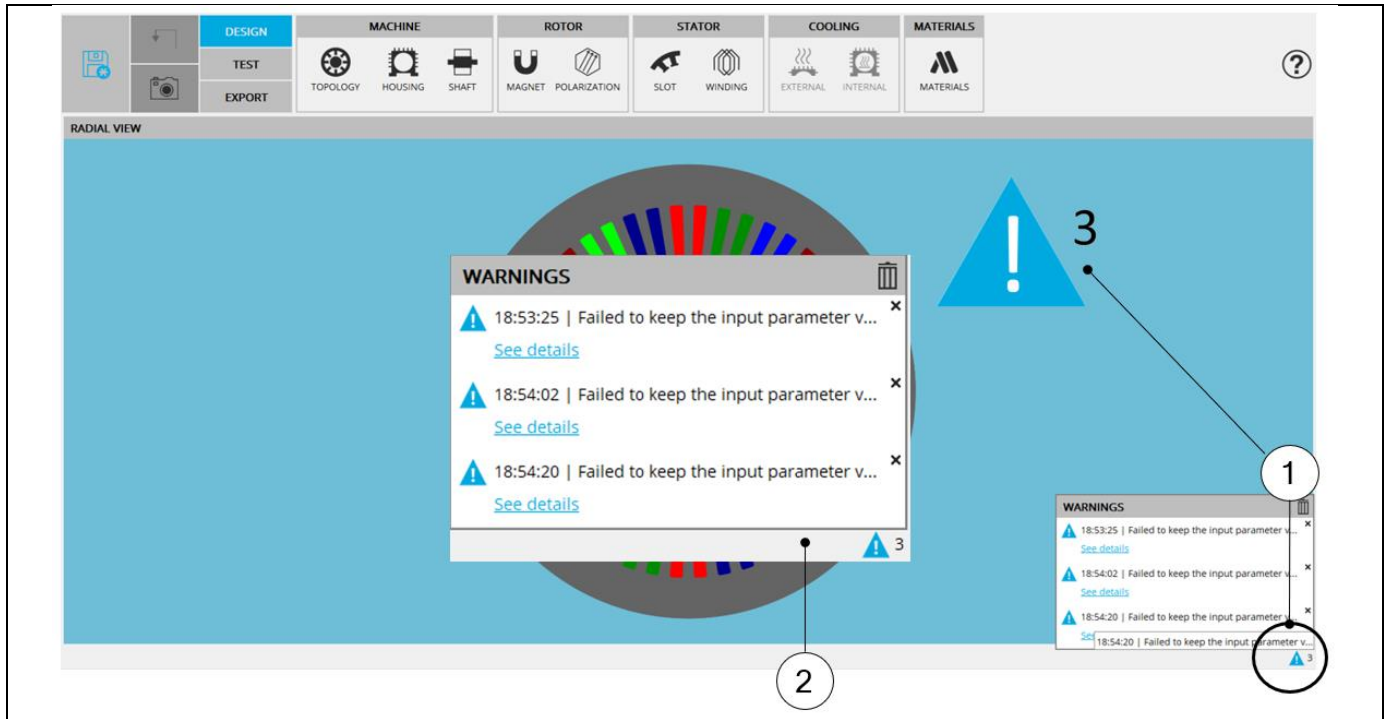 DESIGN
TEST
EXPORT
MACHINE
TOPOLOGY HOUSING SHAFT
ROTOR
MAGNET POLARIZATION
STATOR
SLOT WINDING
COOLING
EXTERNAL INTERNAL
MATERIALS
MATERIALS
?
RADIAL VIEW
! 3
WARNINGS
18:53:25 | Failed to keep the input parameter v... ×
See details
18:54:02 | Failed to keep the input parameter v... ×
See details
18:54:20 | Failed to keep the input parameter v... ×
See details
3
1
WARNINGS
18:53:25 | Failed to keep the input parameter v... ×
See details
18:54:02 | Failed to keep the input parameter v... ×
See details
18:54:20 | Failed to keep the input parameter v... ×
18:54:20 | Failed to keep the input parameter v...
3
2